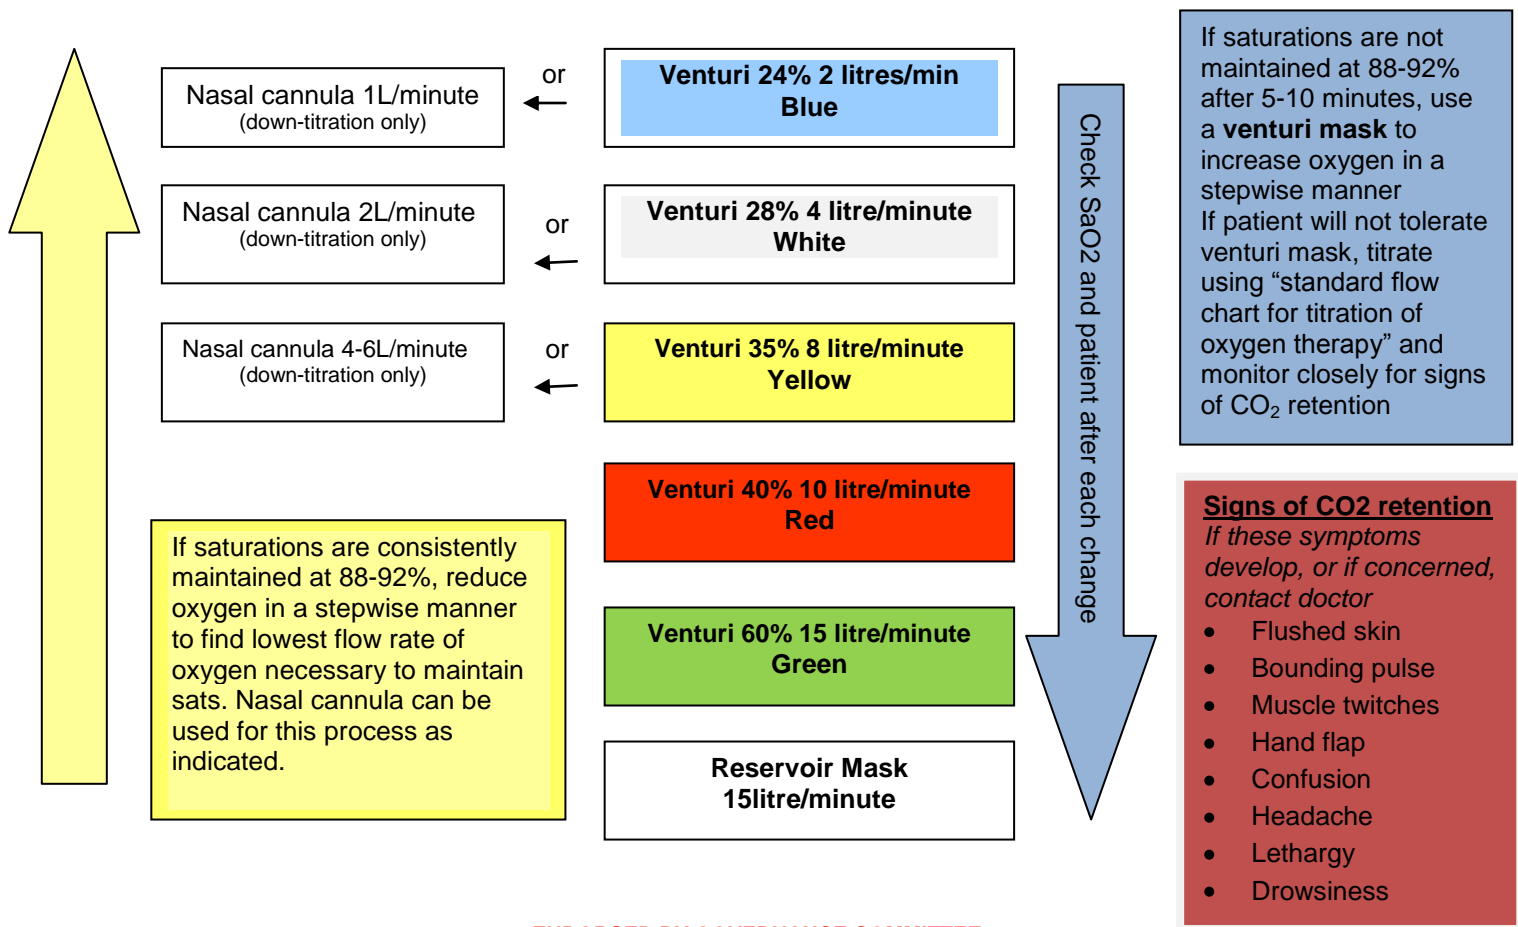 Nasal cannula 1L/minute
(down-titration only)
or
Venturi 24% 2 litres/min
Blue
Nasal cannula 2L/minute
(down-titration only)
or
Venturi 28% 4 litre/minute
White
Nasal cannula 4-6L/minute
(down-titration only)
or
Venturi 35% 8 litre/minute
Yellow
Venturi 40% 10 litre/minute
Red
Venturi 60% 15 litre/minute
Green
Reservoir Mask
15litre/minute
If saturations are consistently
maintained at 88-92%, reduce
oxygen in a stepwise manner
to find lowest flow rate of
oxygen necessary to maintain
sats. Nasal cannula can be
used for this process as
indicated.
Check SaO2 and patient after each change
If saturations are not
maintained at 88-92%
after 5-10 minutes, use
a venturi mask to
increase oxygen in a
stepwise manner
If patient will not tolerate
venturi mask, titrate
using “standard flow
chart for titration of
oxygen therapy” and
monitor closely for signs
of CO₂ retention
Signs of CO2 retention
If these symptoms
develop, or if concerned,
contact doctor
• Flushed skin
• Bounding pulse
• Muscle twitches
• Hand flap
• Confusion
• Headache
• Lethargy
• Drowsiness